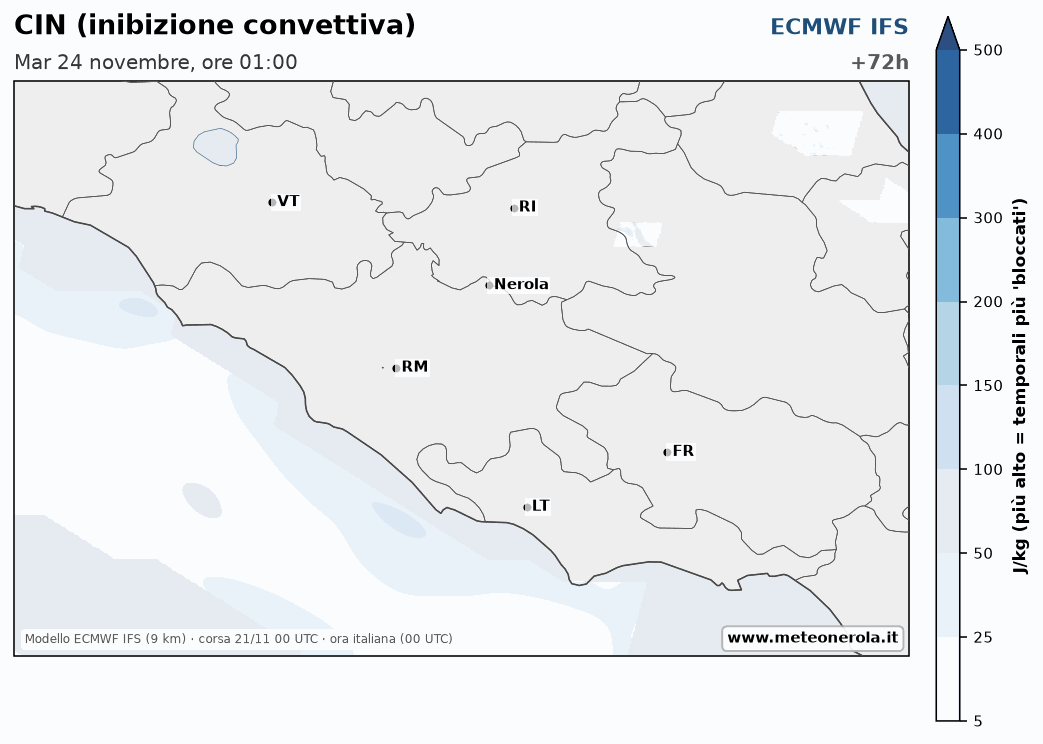 CIN (inibizione convettiva)
ECMWF IFS
Mar 24 novembre, ore 01:00
+72h
VT
RI
Nerola
RM
FR
LT
Modello ECMWF IFS (9 km) · corsa 21/11 00 UTC · ora italiana (00 UTC)
www.meteonerola.it
500
400
300
200
150
100
50
25
5
J/kg (più alto = temporali più 'bloccati')